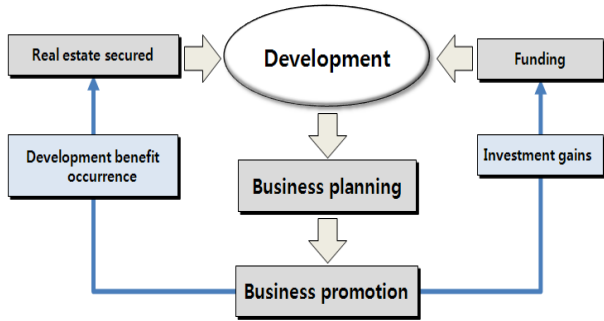 Real estate secured
Development
Funding
Development benefit
occurrence
Investment gains
Business planning
Business promotion